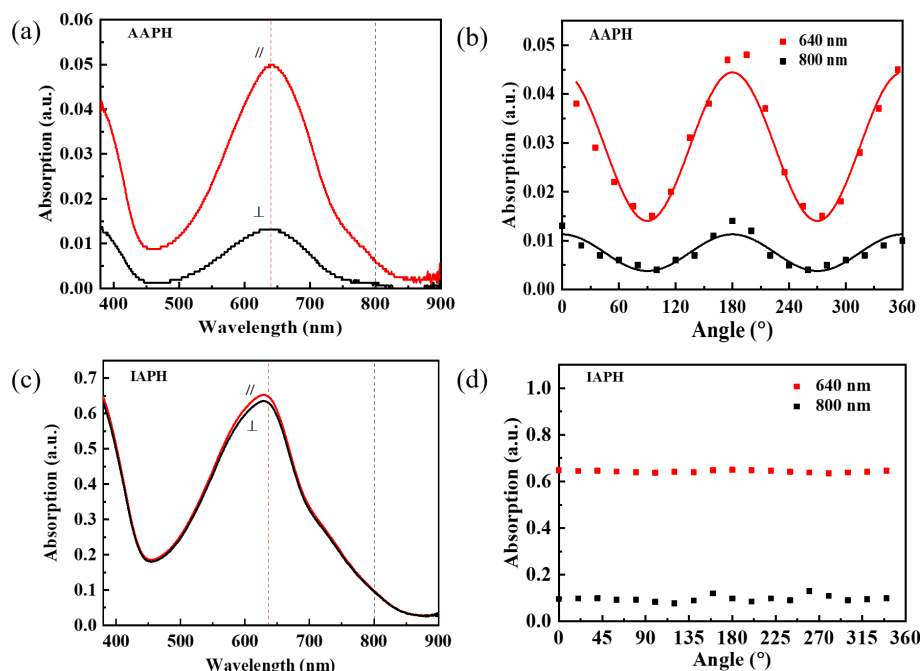 (a)
AAPH
//
⊥
0.06
0.05
0.04
0.03
0.02
0.01
0.00
Absorption (a.u.)
400 500 600 700 800 900
Wavelength (nm)
(b)
AAPH
640 nm
800 nm
0.05
0.04
0.03
0.02
0.01
0.00
Absorption (a.u.)
0 60 120 180 240 300 360
Angle (°)
(c)
IAPH
//
⊥
0.7
0.6
0.5
0.4
0.3
0.2
0.1
0.0
Absorption (a.u.)
400 500 600 700 800 900
Wavelength (nm)
(d)
IAPH
640 nm
800 nm
1.0
0.8
0.6
0.4
0.2
0.0
Absorption (a.u.)
0 45 90 135 180 225 270 315 360
Angle (°)